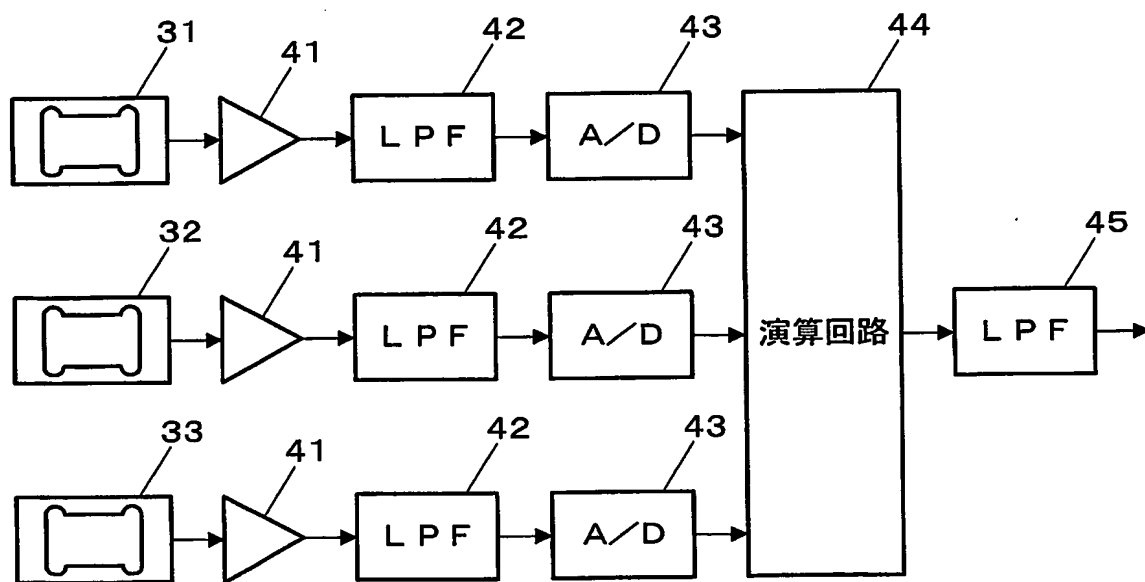 31 41 42 43 44
LPF A/D
32 41 42 43 45
LPF A/D 演算回路 LPF
33 41 42 43
LPF A/D